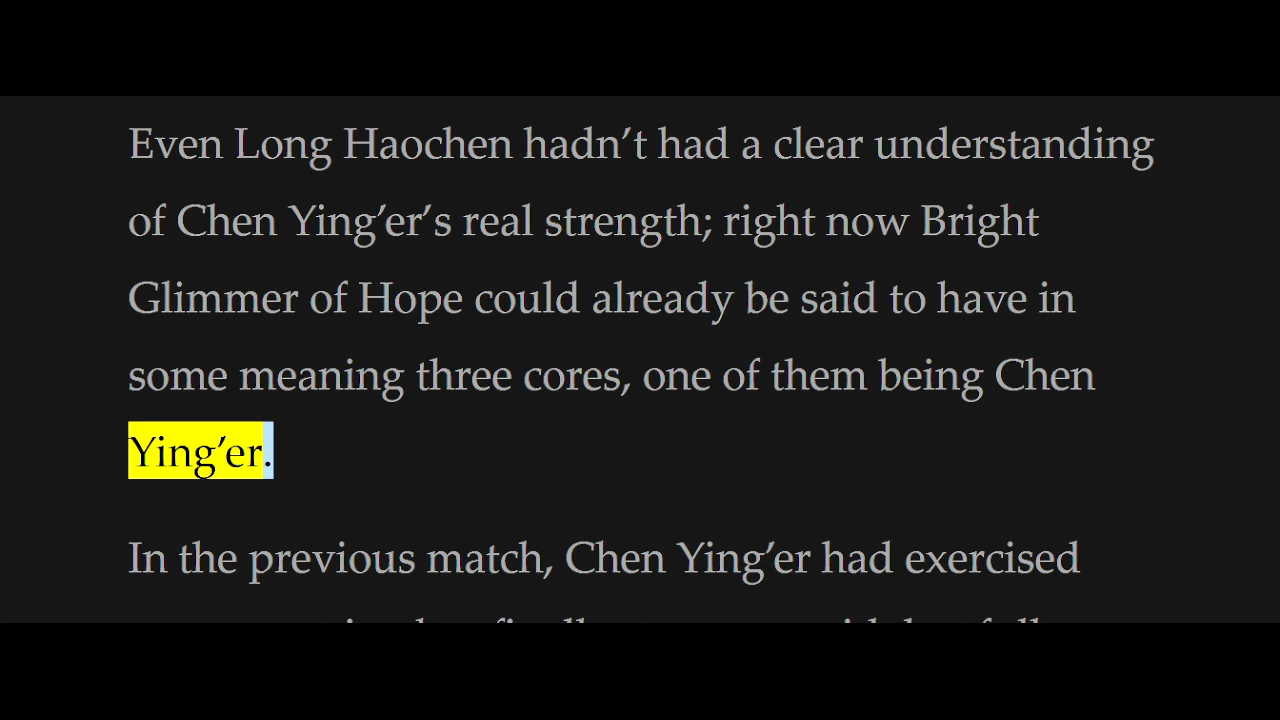 Even Long Haochen hadn’t had a clear understanding
of Chen Ying’er’s real strength; right now Bright
Glimmer of Hope could already be said to have in
some meaning three cores, one of them being Chen
Ying’er.
In the previous match, Chen Ying’er had exercised